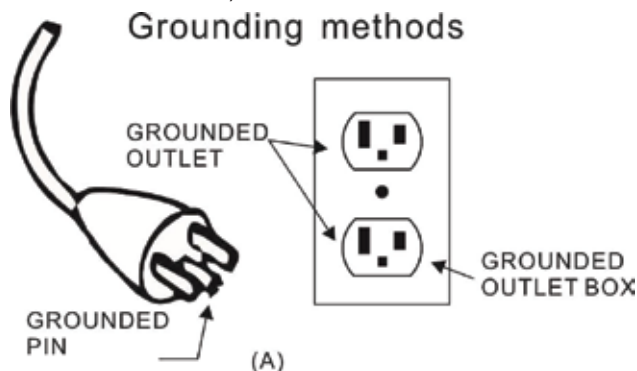 Grounding methods
GROUNDED
OUTLET
GROUNDED
OUTLET BOX
GROUNDED
PIN
(A)